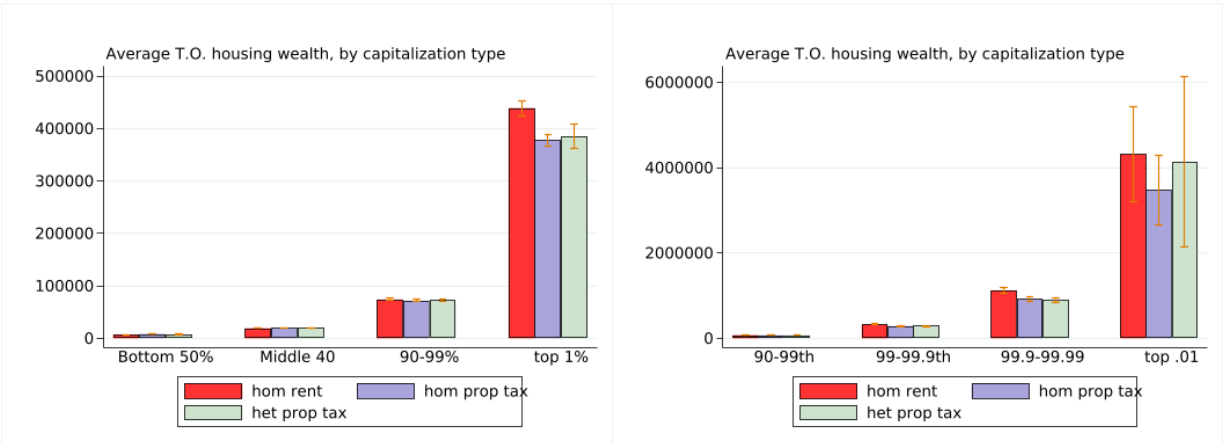 Average T.O. housing wealth, by capitalization type
500000
400000
300000
200000
100000
0
Bottom 50%
Middle 40
90-99%
top 1%
hom rent
hom prop tax
het prop tax
Average T.O. housing wealth, by capitalization type
6000000
4000000
2000000
0
90-99th
99-99.9th
99.9-99.99
top .01
hom rent
hom prop tax
het prop tax